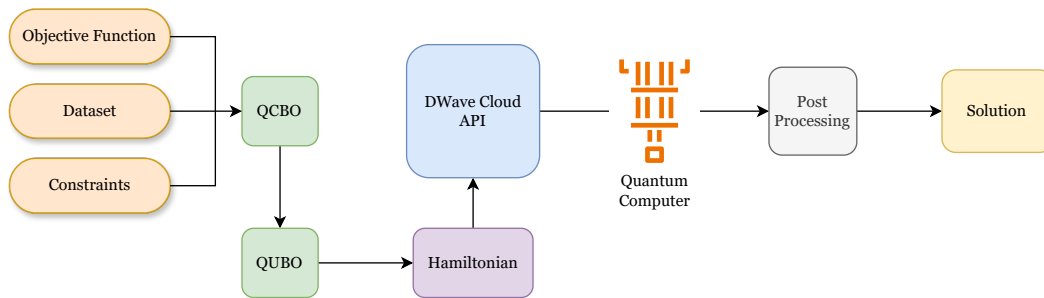 Objective Function
Dataset
Constraints
QCBO
QUBO
Hamiltonian
DWave Cloud
API
Quantum
Computer
Post
Processing
Solution